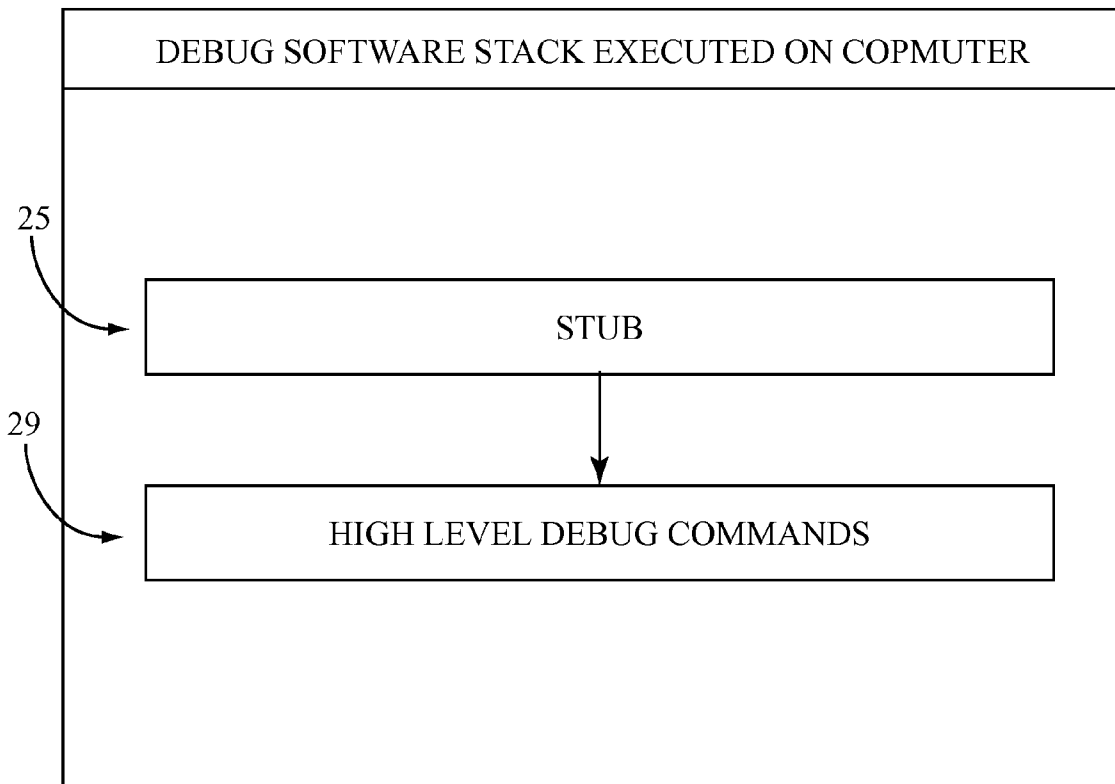 DEBUG SOFTWARE STACK EXECUTED ON COPMUTER
25
STUB
29
HIGH LEVEL DEBUG COMMANDS